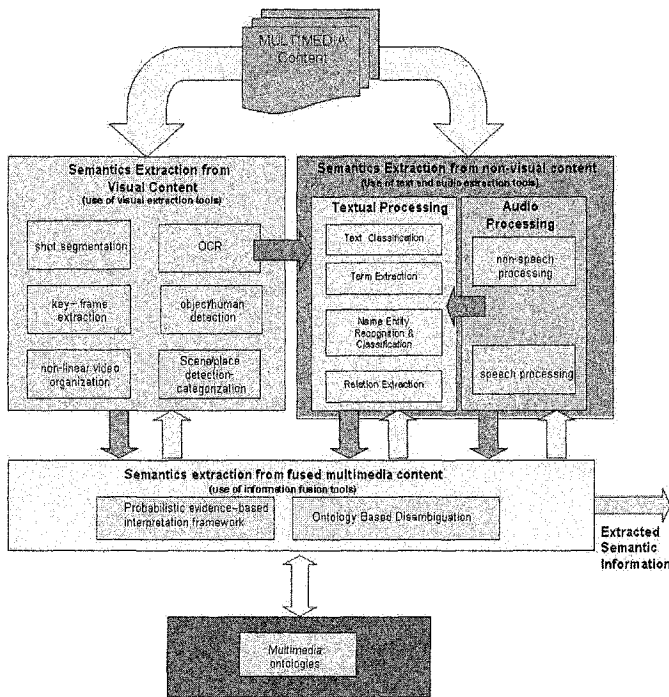 MULTIMEDIA
Content
Semantics Extraction from
Visual Content
(use of visual extraction tools)
shot segmentation
OCR
key-frame
extraction
object/human
detection
non-linear video
organization
Scene/place
detection-
categorization
Semantics Extraction from non-visual content
(Use of text and audio extraction tools)
Textual Processing
Text Classification
Term Extraction
Name Entity
Recognition &
Classification
Relation Extraction
Audio
Processing
non-speech
processing
speech processing
Semantics extraction from fused multimedia content
(use of information fusion tools)
Probabilistic evidence-based
interpretation framework
Ontology Based Disambiguation
Extracted
Semantic
Information
Multimedia
ontologies